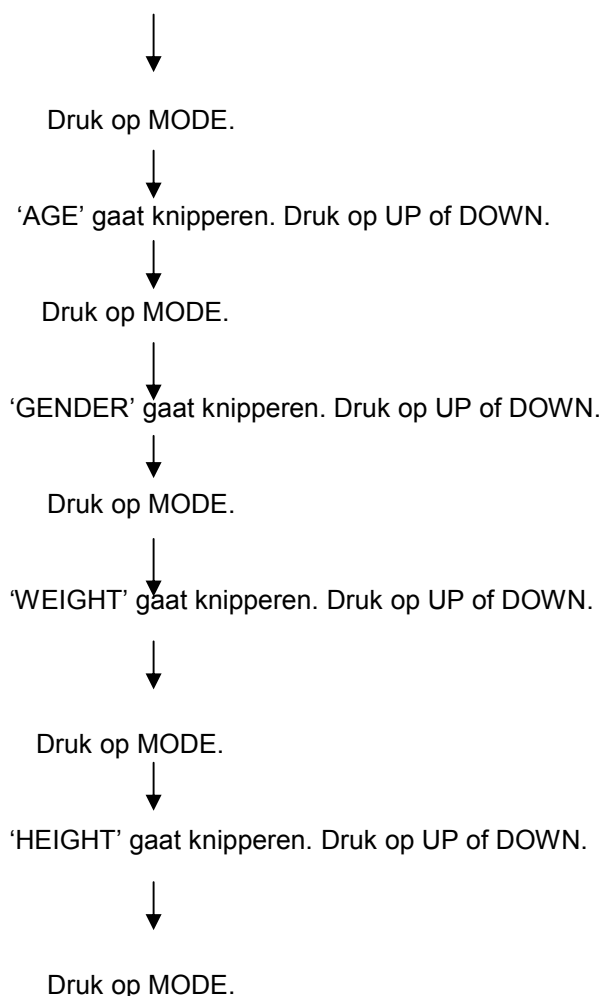 Druk op MODE.
‘AGE’ gaat knipperen. Druk op UP of DOWN.
Druk op MODE.
‘GENDER’ gaat knipperen. Druk op UP of DOWN.
Druk op MODE.
‘WEIGHT’ gaat knipperen. Druk op UP of DOWN.
Druk op MODE.
‘HEIGHT’ gaat knipperen. Druk op UP of DOWN.
Druk op MODE.